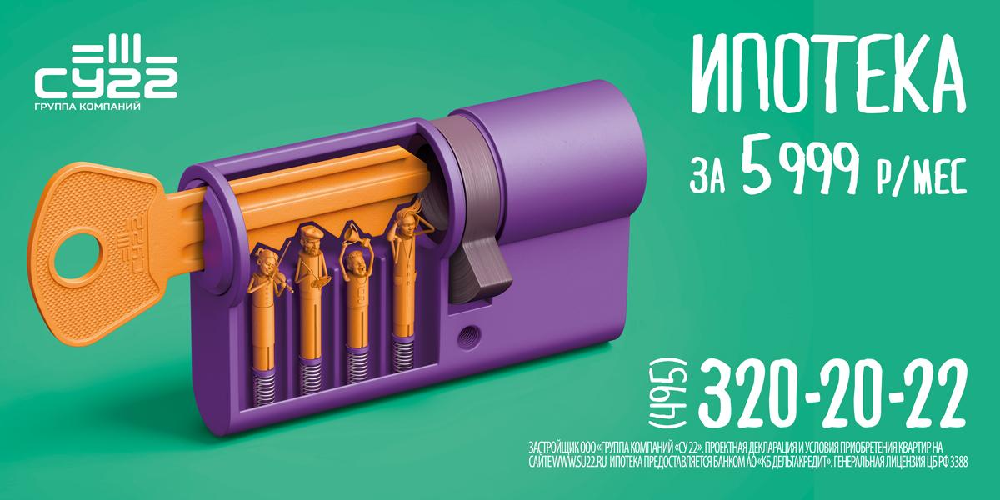 СУ22
ГРУППА КОМПАНИЙ
ИПОТЕКА
ЗА 5 999 Р/МЕС
(495) 320-20-22
ЗАСТРОЙЩИК ООО «ГРУППА КОМПАНИЙ «СУ 22». ПРОЕКТНАЯ ДЕКЛАРАЦИЯ И УСЛОВИЯ ПРИОБРЕТЕНИЯ КВАРТИР НА
САЙТЕ WWW.SU22.RU ИПОТЕКА ПРЕДОСТАВЛЯЕТСЯ БАНКОМ АО «КБ ДЕЛЬТАКРЕДИТ». ГЕНЕРАЛЬНАЯ ЛИЦЕНЗИЯ ЦБ РФ 3388
СУ22